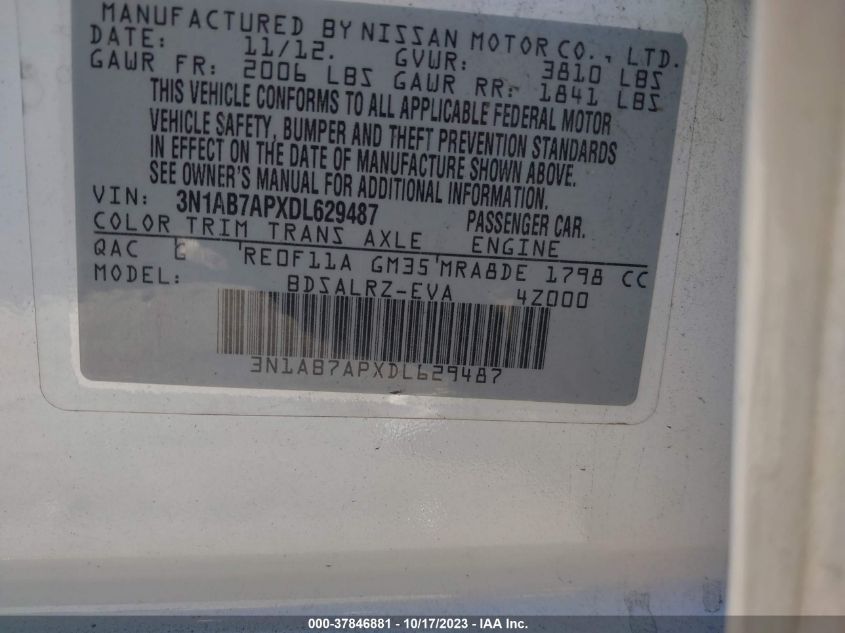 MANUFACTURED BY NISSAN MOTOR CO., LTD.
DATE: 11/12. GVWR: 3810 LBS
GAWR FR: 2006 LBS GAWR RR: 1841 LBS
THIS VEHICLE CONFORMS TO ALL APPLICABLE FEDERAL MOTOR
VEHICLE SAFETY, BUMPER AND THEFT PREVENTION STANDARDS
IN EFFECT ON THE DATE OF MANUFACTURE SHOWN ABOVE.
SEE OWNER'S MANUAL FOR ADDITIONAL INFORMATION.
VIN: 3N1AB7APXDL629487 PASSENGER CAR.
COLOR TRIM TRANS AXLE ENGINE
QAC G 'RE0F11A GM35'MRA8DE 1798 CC
MODEL: BDSALRZ-EVA 4Z000
3N1AB7APXDL629487
000-37846881 - 10/17/2023 - IAA Inc.